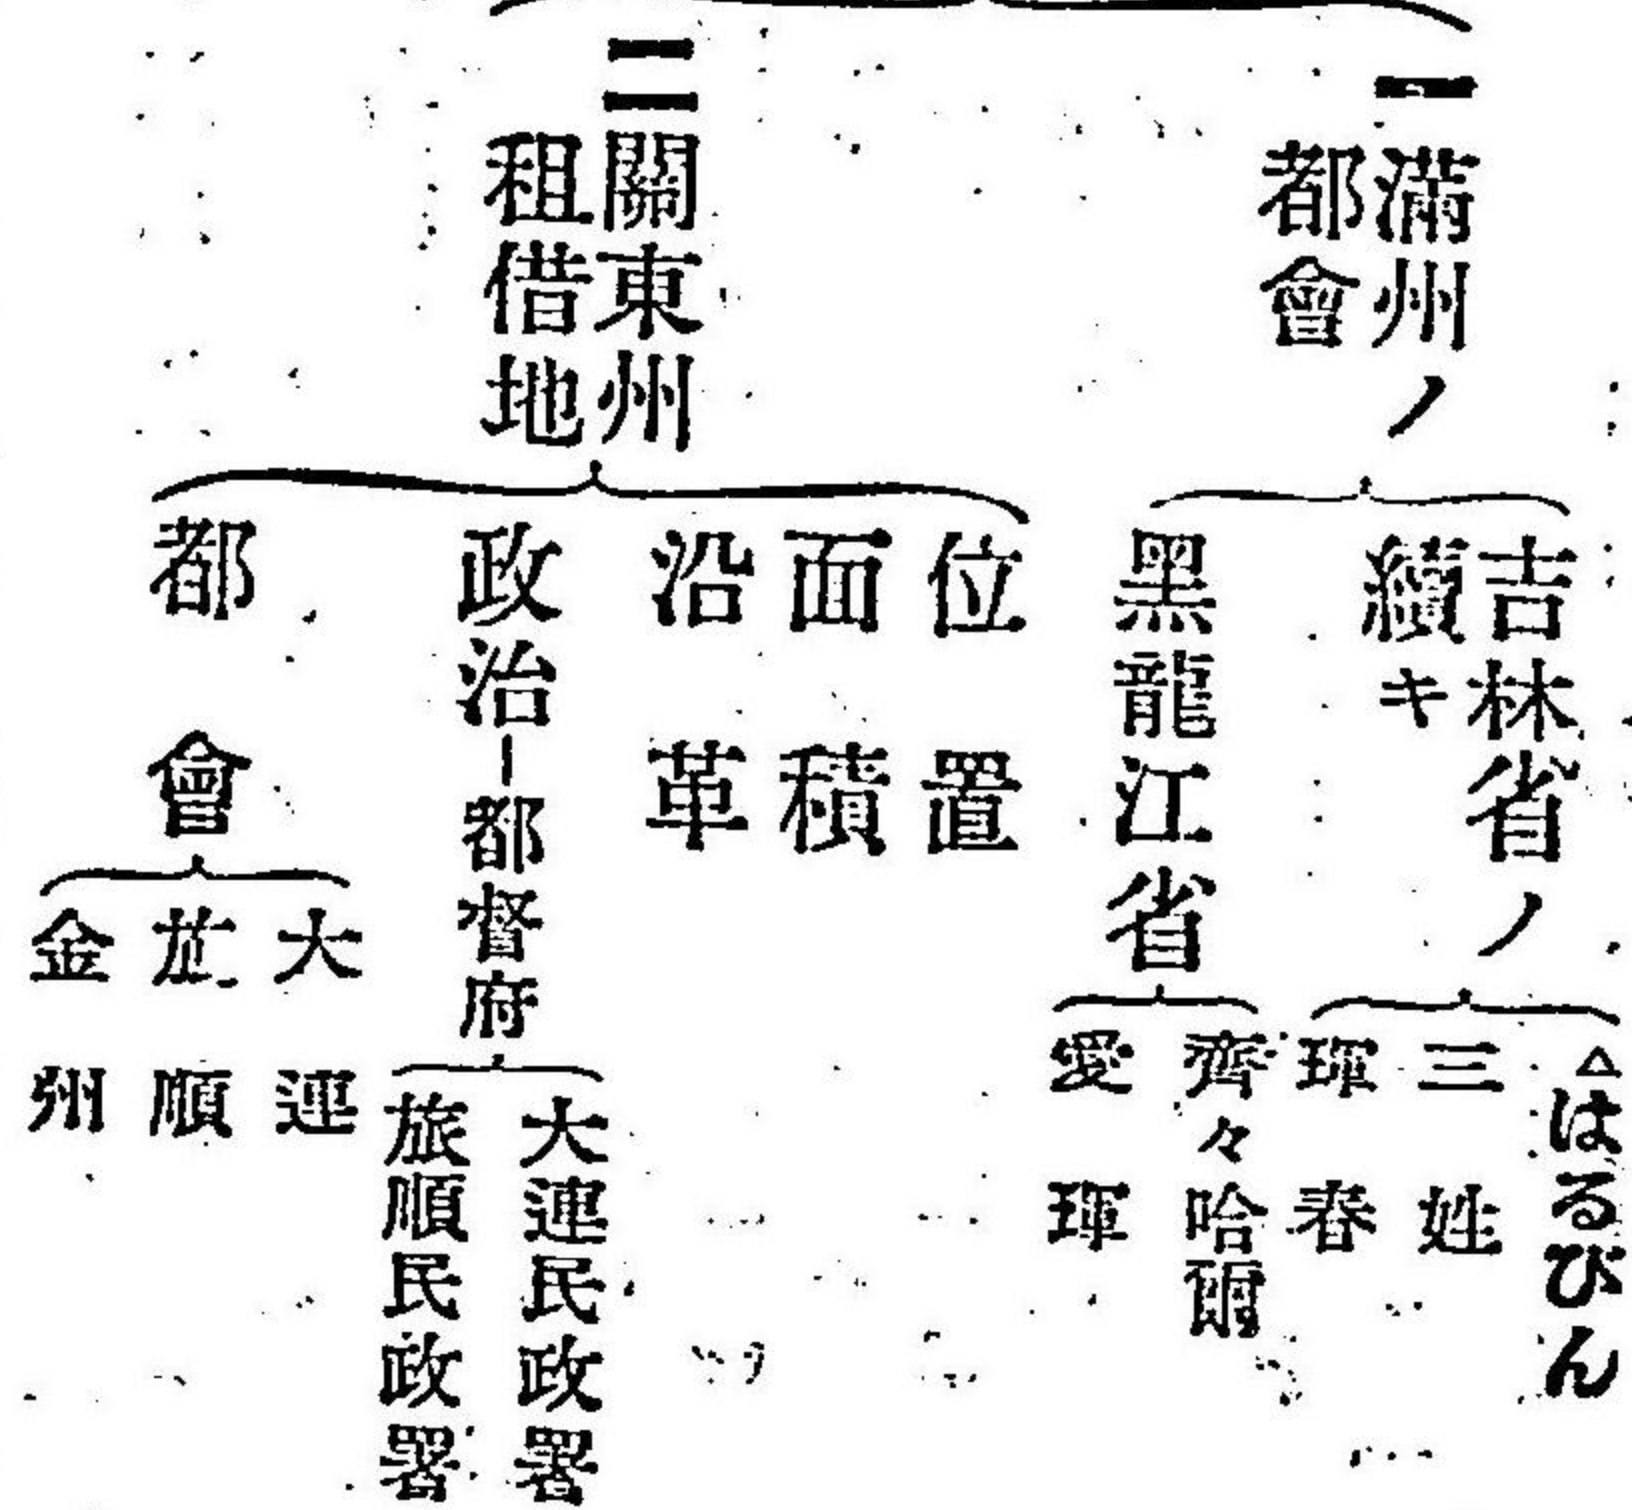 一
滿州ノ
都會
吉林省ノ
續キ
△はるびん
三姓
琿春
黑龍江省
齊々哈爾
愛琿
二
關東州
租借地
位置
面積
沿革
政治―都督府
大連民政署
旅順民政署
都會
大連
旅順
金州